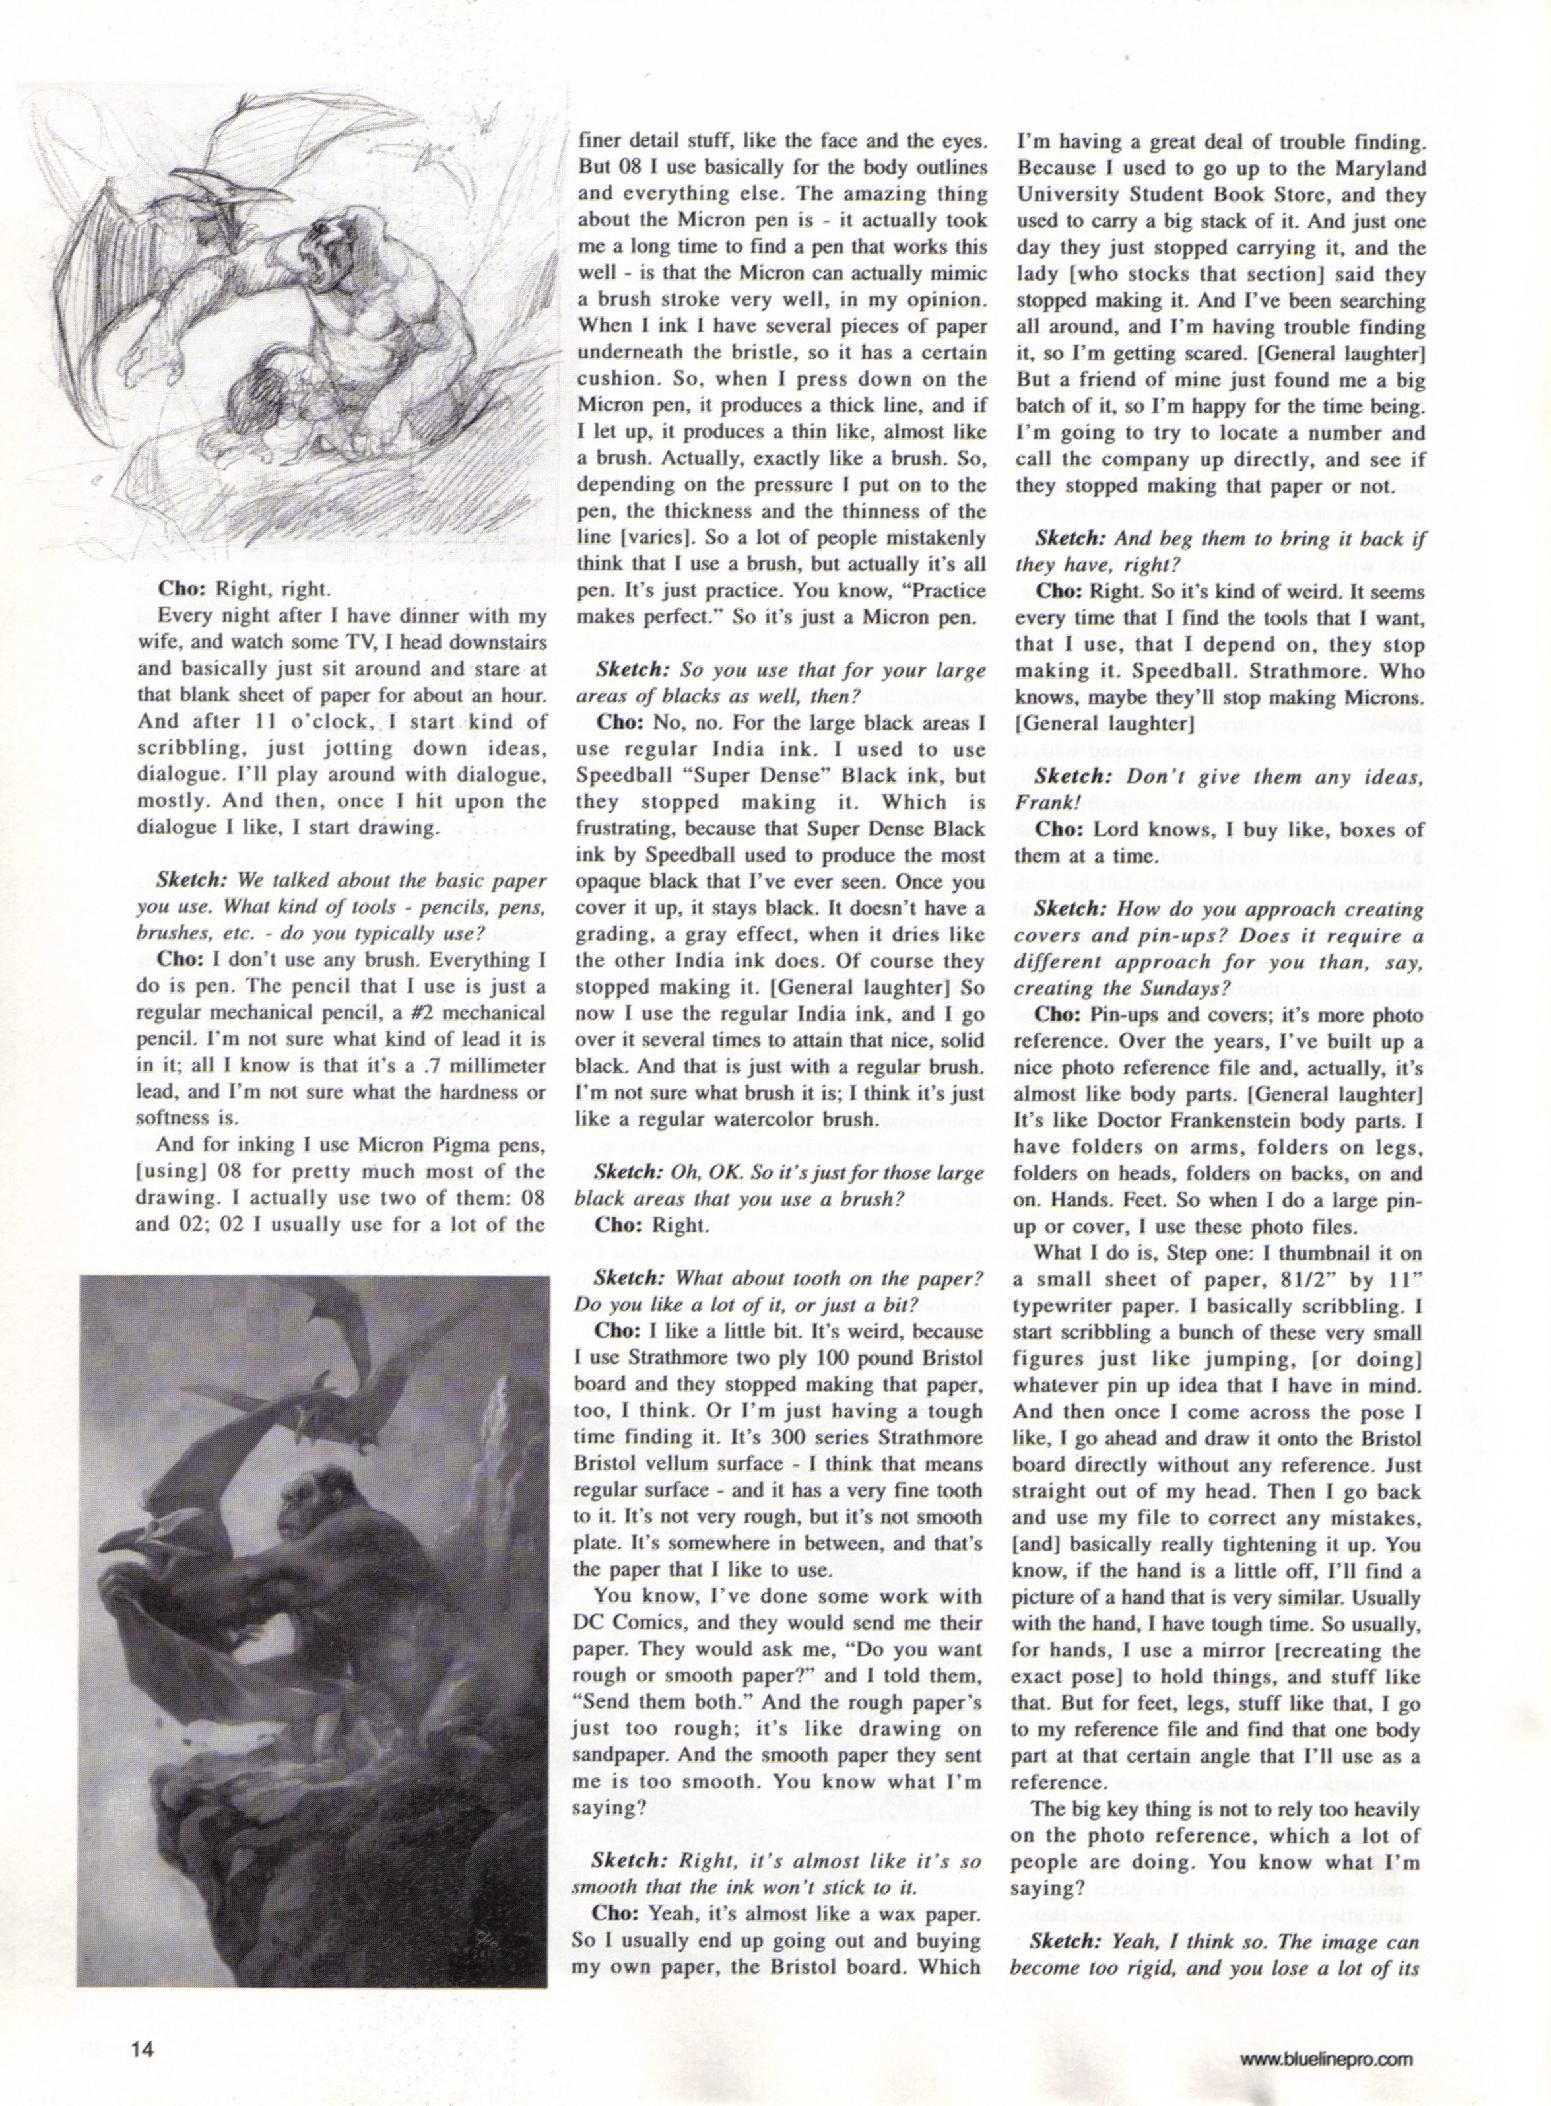 Cho: Right, right.
Every night after I have dinner with my
wife, and watch some TV, I head downstairs
and basically just sit around and stare at
that blank sheet of paper for about an hour.
And after 11 o'clock, I start kind of
scribbling, just jotting down ideas,
dialogue. I'll play around with dialogue,
mostly. And then, once I hit upon the
dialogue I like, I start drawing.
Sketch: We talked about the basic paper
you use. What kind of tools - pencils, pens,
brushes, etc. - do you typically use?
Cho: I don't use any brush. Everything I
do is pen. The pencil that I use is just a
regular mechanical pencil, a #2 mechanical
pencil. I'm not sure what kind of lead it is
in it; all I know is that it's a .7 millimeter
lead, and I'm not sure what the hardness or
softness is.
And for inking I use Micron Pigma pens,
[using] 08 for pretty much most of the
drawing. I actually use two of them: 08
and 02; 02 I usually use for a lot of the
finer detail stuff, like the face and the eyes.
But 08 I use basically for the body outlines
and everything else. The amazing thing
about the Micron pen is - it actually took
me a long time to find a pen that works this
well - is that the Micron can actually mimic
a brush stroke very well, in my opinion.
When I ink I have several pieces of paper
underneath the bristle, so it has a certain
cushion. So, when I press down on the
Micron pen, it produces a thick line, and if
I let up, it produces a thin like, almost like
a brush. Actually, exactly like a brush. So,
depending on the pressure I put on to the
pen, the thickness and the thinness of the
line [varies]. So a lot of people mistakenly
think that I use a brush, but actually it's all
pen. It's just practice. You know, "Practice
makes perfect." So it's just a Micron pen.
Sketch: So you use that for your large
areas of blacks as well, then?
Cho: No, no. For the large black areas I
use regular India ink. I used to use
Speedball "Super Dense" Black ink, but
they stopped making it. Which is
frustrating, because that Super Dense Black
ink by Speedball used to produce the most
opaque black that I've ever seen. Once you
cover it up, it stays black. It doesn't have a
grading, a gray effect, when it dries like
the other India ink does. Of course they
stopped making it. [General laughter] So
now I use the regular India ink, and I go
over it several times to attain that nice, solid
black. And that is just with a regular brush.
I'm not sure what brush it is; I think it's just
like a regular watercolor brush.
Sketch: Oh, OK. So it's just for those large
black areas that you use a brush?
Cho: Right.
Sketch: What about tooth on the paper?
Do you like a lot of it, or just a bit?
Cho: I like a little bit. It's weird, because
I use Strathmore two ply 100 pound Bristol
board and they stopped making that paper,
too, I think. Or I'm just having a tough
time finding it. It's 300 series Strathmore
Bristol vellum surface - I think that means
regular surface - and it has a very fine tooth
to it. It's not very rough, but it's not smooth
plate. It's somewhere in between, and that's
the paper that I like to use.
You know, I've done some work with
DC Comics, and they would send me their
paper. They would ask me, "Do you want
rough or smooth paper?" and I told them,
"Send them both." And the rough paper's
just too rough; it's like drawing on
sandpaper. And the smooth paper they sent
me is too smooth. You know what I'm
saying?
Sketch: Right, it's almost like it's so
smooth that the ink won't stick to it.
Cho: Yeah, it's almost like a wax paper.
So I usually end up going out and buying
my own paper, the Bristol board. Which
I'm having a great deal of trouble finding.
Because I used to go up to the Maryland
University Student Book Store, and they
used to carry a big stack of it. And just one
day they just stopped carrying it, and the
lady [who stocks that section] said they
stopped making it. And I've been searching
all around, and I'm having trouble finding
it, so I'm getting scared. [General laughter]
But a friend of mine just found me a big
batch of it, so I'm happy for the time being.
I'm going to try to locate a number and
call the company up directly, and see if
they stopped making that paper or not.
Sketch: And beg them to bring it back if
they have, right?
Cho: Right. So it's kind of weird. It seems
every time that I find the tools that I want,
that I use, that I depend on, they stop
making it. Speedball. Strathmore. Who
knows, maybe they'll stop making Microns.
[General laughter]
Sketch: Don't give them any ideas,
Frank!
Cho: Lord knows, I buy like, boxes of
them at a time.
Sketch: How do you approach creating
covers and pin-ups? Does it require a
different approach for you than, say,
creating the Sundays?
Cho: Pin-ups and covers; it's more photo
reference. Over the years, I've built up a
nice photo reference file and, actually, it's
almost like body parts. [General laughter]
It's like Doctor Frankenstein body parts. I
have folders on arms, folders on legs,
folders on heads, folders on backs, on and
on. Hands. Feet. So when I do a large pin-
up or cover, I use these photo files.
What I do is, Step one: I thumbnail it on
a small sheet of paper, 81/2" by 11"
typewriter paper. I basically scribbling. I
start scribbling a bunch of these very small
figures just like jumping, [or doing]
whatever pin up idea that I have in mind.
And then once I come across the pose I
like, I go ahead and draw it onto the Bristol
board directly without any reference. Just
straight out of my head. Then I go back
and use my file to correct any mistakes,
[and] basically really tightening it up. You
know, if the hand is a little off, I'll find a
picture of a hand that is very similar. Usually
with the hand, I have tough time. So usually,
for hands, I use a mirror [recreating the
exact pose] to hold things, and stuff like
that. But for feet, legs, stuff like that, I go
to my reference file and find that one body
part at that certain angle that I'll use as a
reference.
The big key thing is not to rely too heavily
on the photo reference, which a lot of
people are doing. You know what I'm
saying?
Sketch: Yeah, I think so. The image can
become too rigid, and you lose a lot of its
14
www.bluelinepro.com